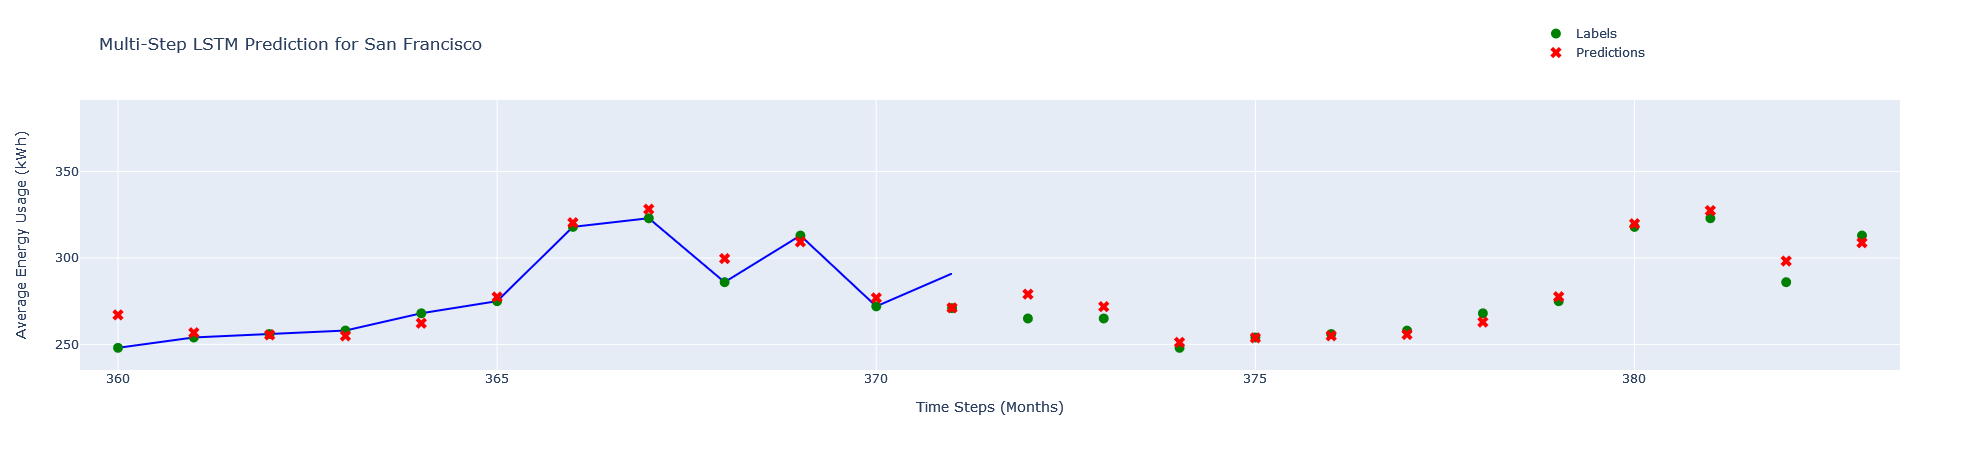 Multi-Step LSTM Prediction for San Francisco
Labels
Predictions
Average Energy Usage (kWh)
350
300
250
360
365
370
375
380
Time Steps (Months)